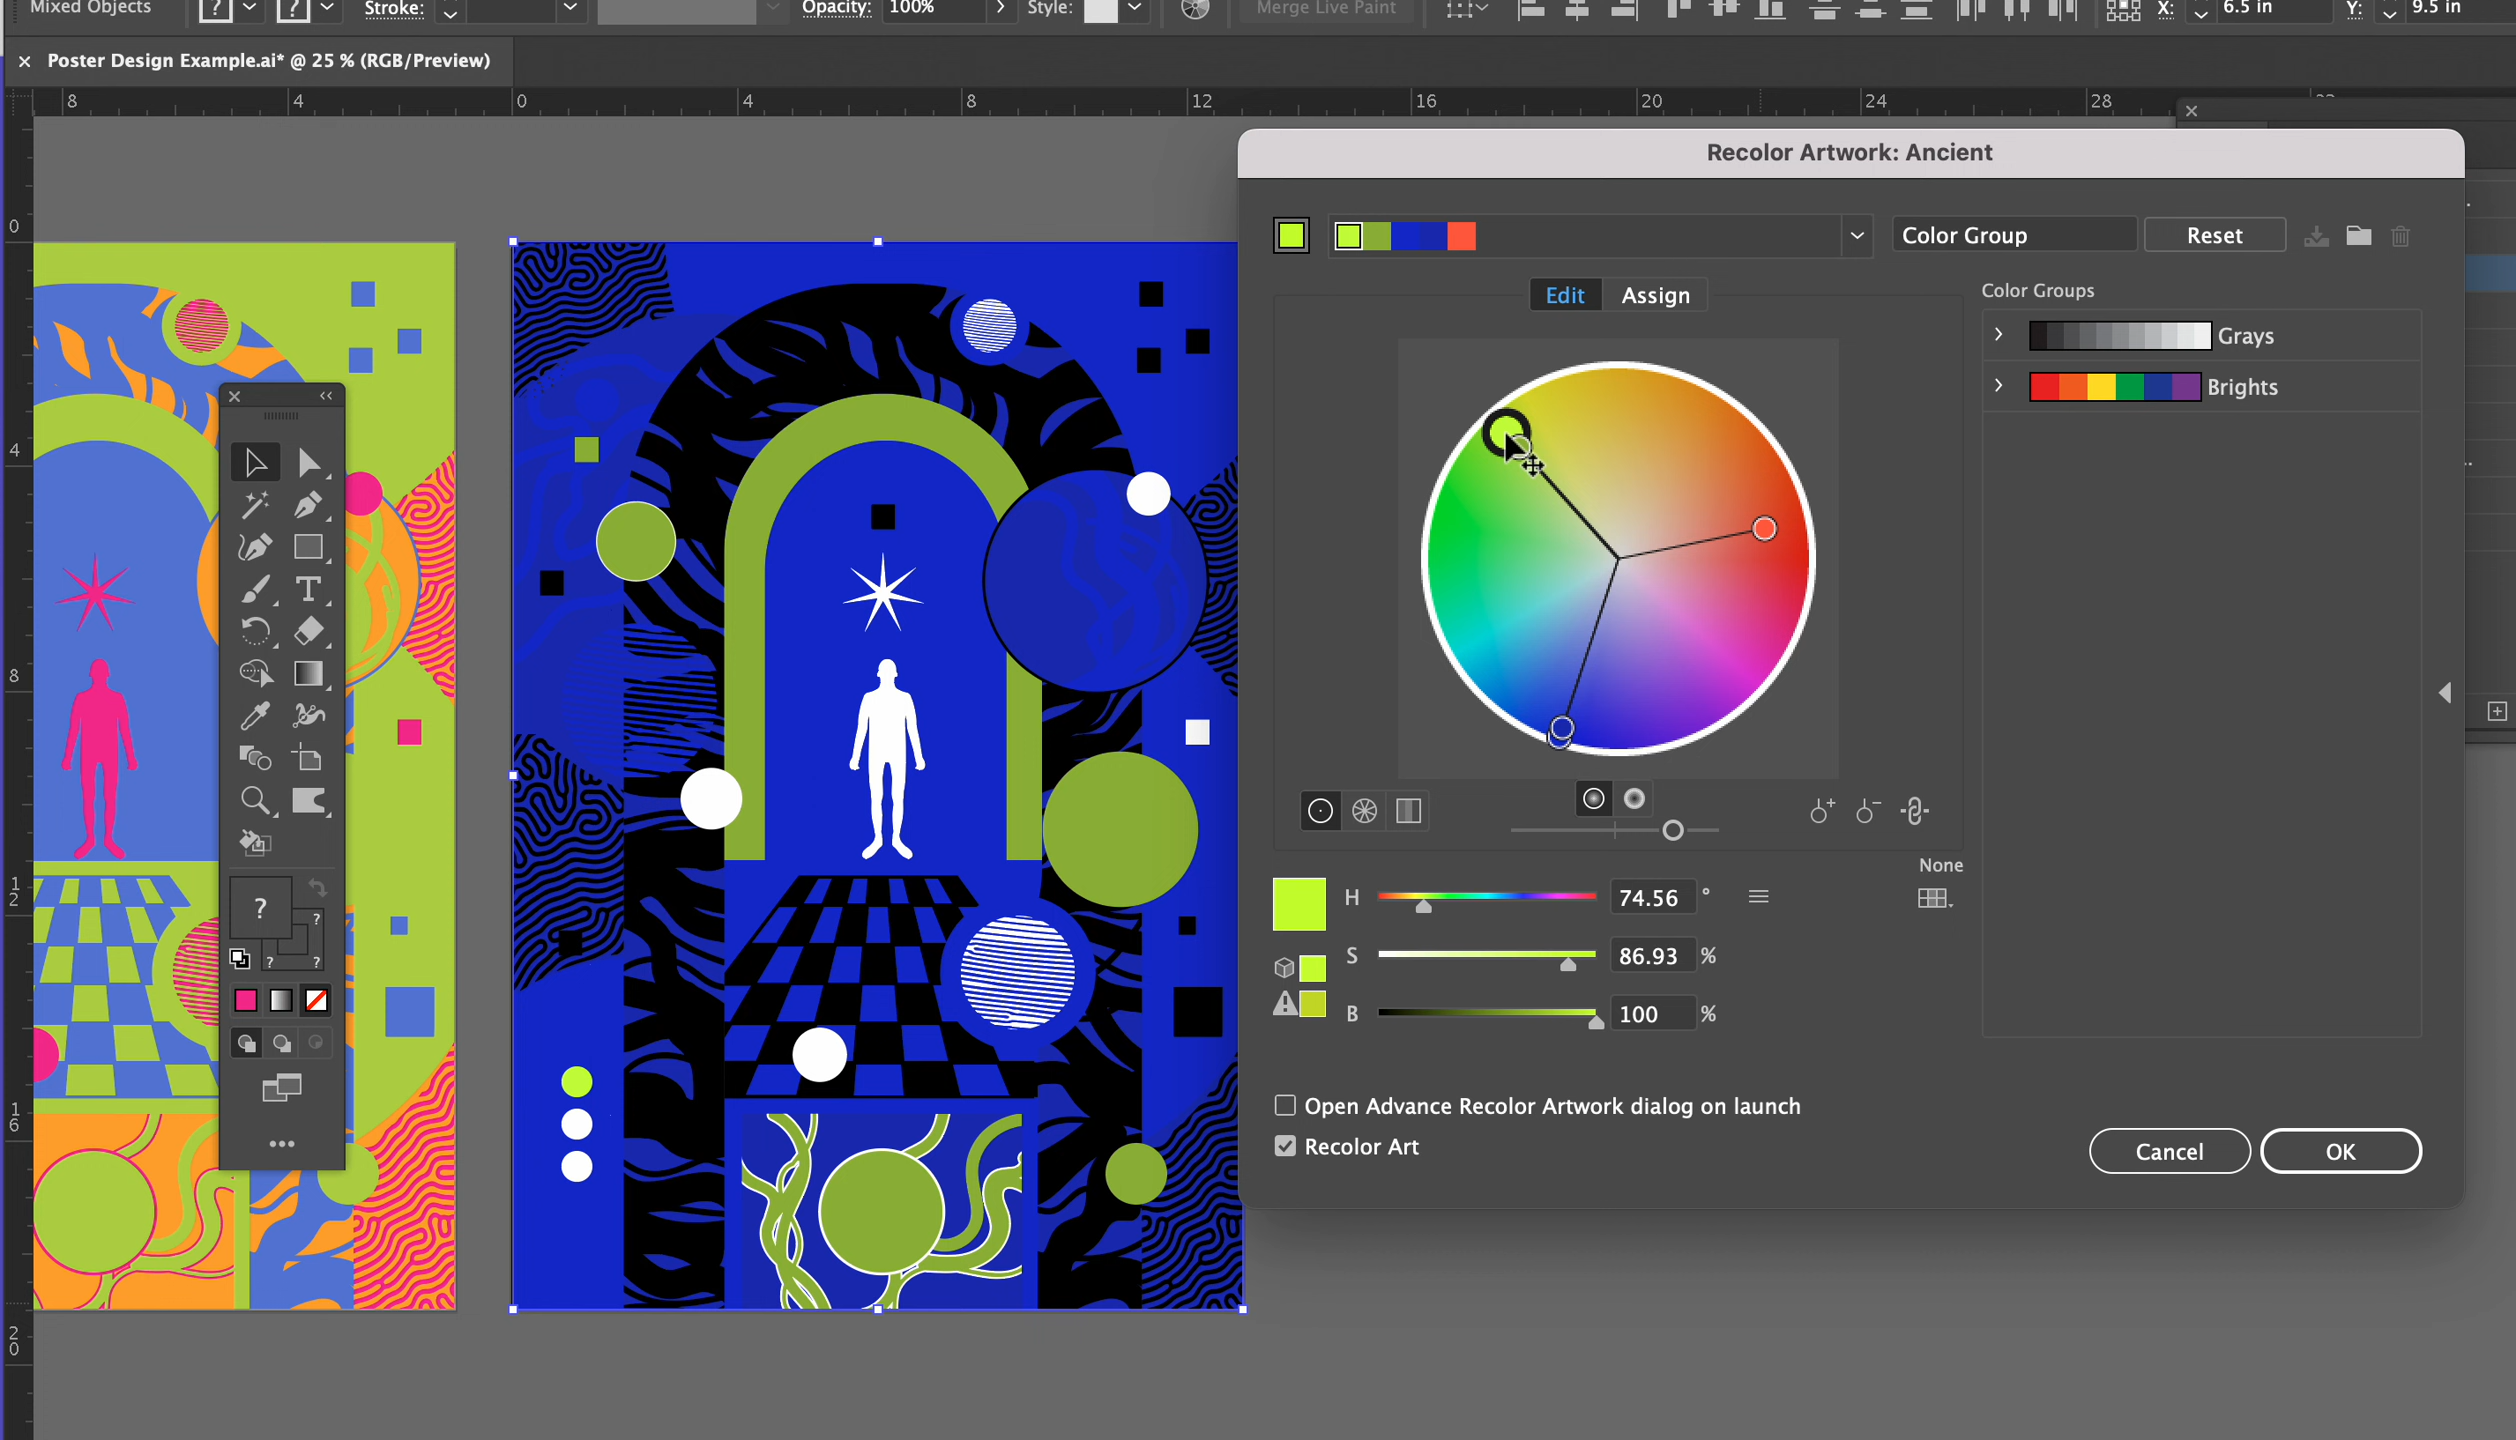 Mixed Objects ? ? Stroke: Opacity: 100% Style: Merge Live Paint X: 6.5 in Y: 9.5 in
Poster Design Example.ai* @ 25 % (RGB/Preview)
8 4 0 4 8 12 16 20 24 28
Recolor Artwork: Ancient
Color Group Reset
Edit Assign
Color Groups
Grays
Brights
0
4
8
12
16
20
T
?
?
? ?
None
H 74.56 °
S 86.93 %
B 100 %
Open Advance Recolor Artwork dialog on launch
Recolor Art
Cancel OK